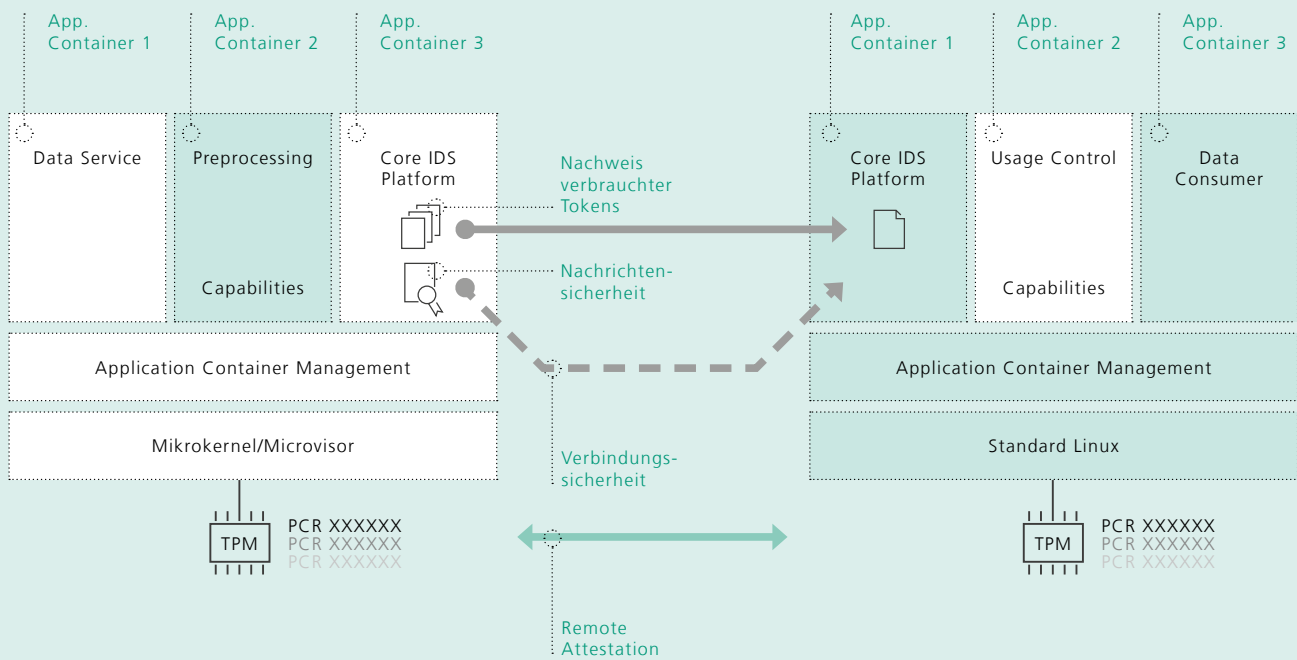 App.
Container 1
App.
Container 2
App.
Container 3
App.
Container 1
App.
Container 2
App.
Container 3
Data Service
Preprocessing
Capabilities
Core IDS
Platform
Nachweis
verbrauchter
Tokens
Nachrichten-
sicherheit
Core IDS
Platform
Usage Control
Capabilities
Data
Consumer
Application Container Management
Application Container Management
Mikrokernel/Microvisor
Verbindungs-
sicherheit
Standard Linux
TPM
PCR XXXXXX
PCR XXXXXX
PCR XXXXXX
TPM
PCR XXXXXX
PCR XXXXXX
PCR XXXXXX
Remote
Attestation